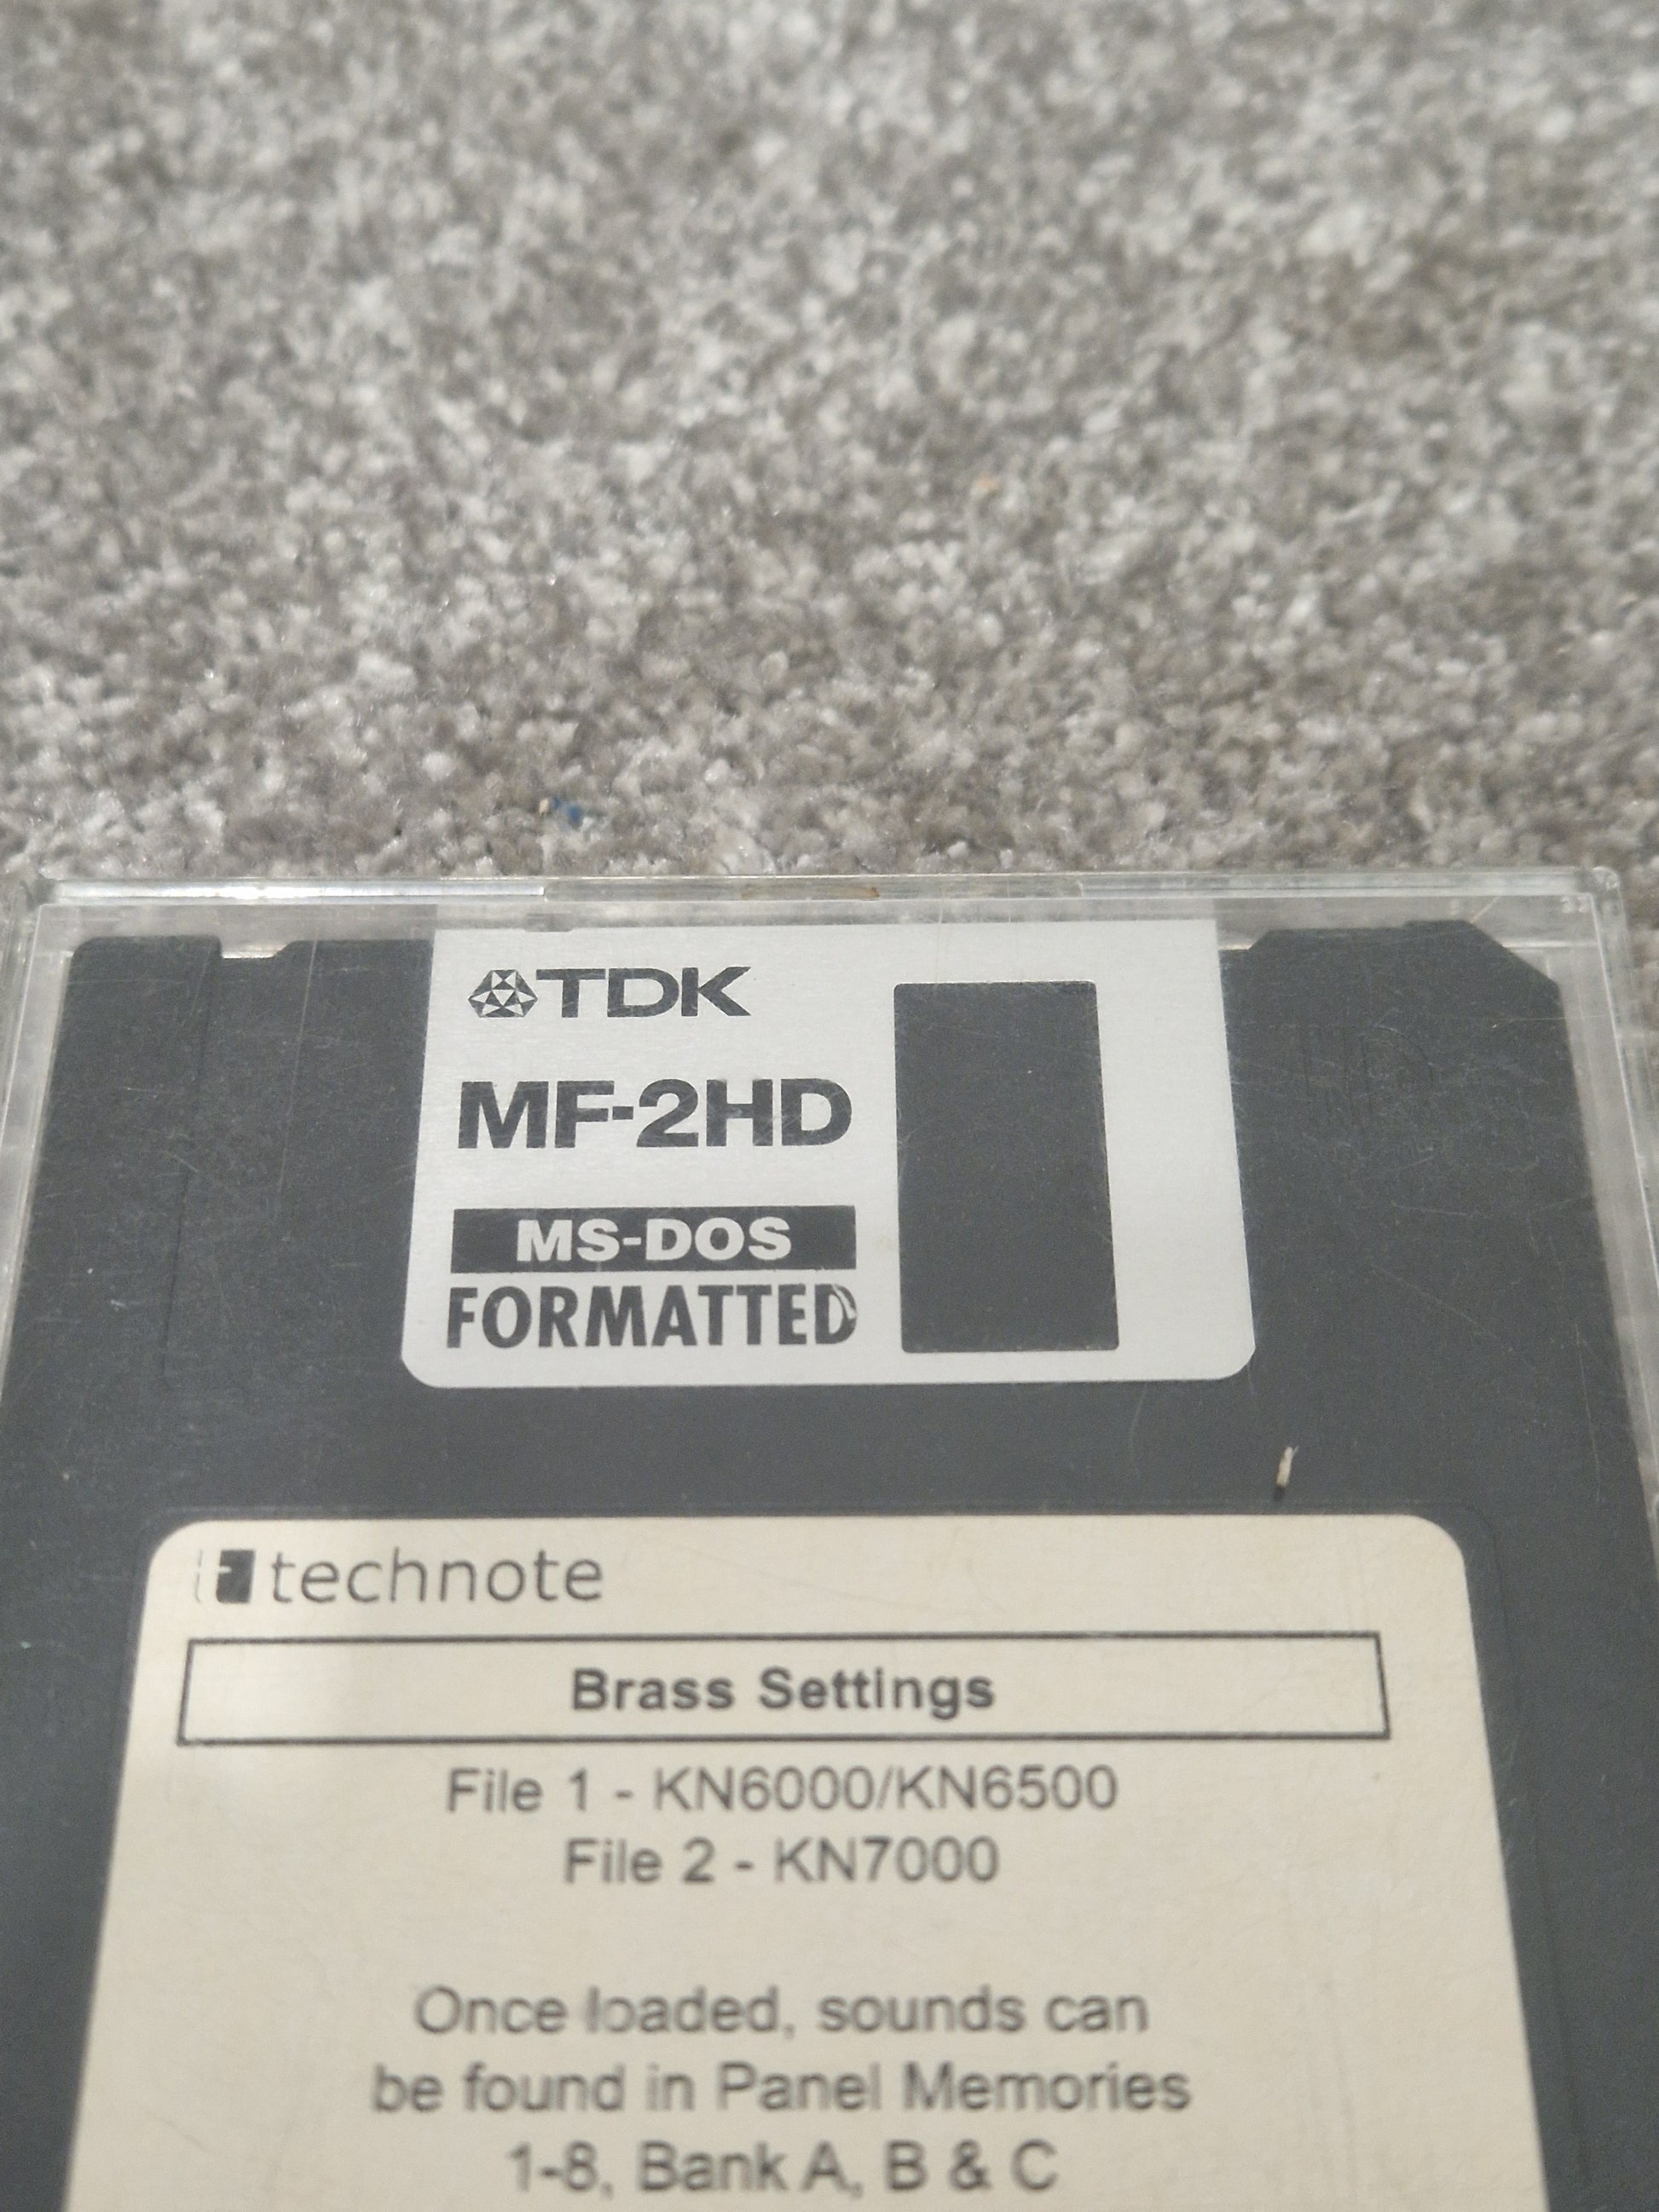 TDK
MF-2HD
MS-DOS
FORMATTED
technote
Brass Settings
File 1 - KN6000/KN6500
File 2 - KN7000
Once loaded, sounds can
be found in Panel Memories
1-8, Bank A, B & C